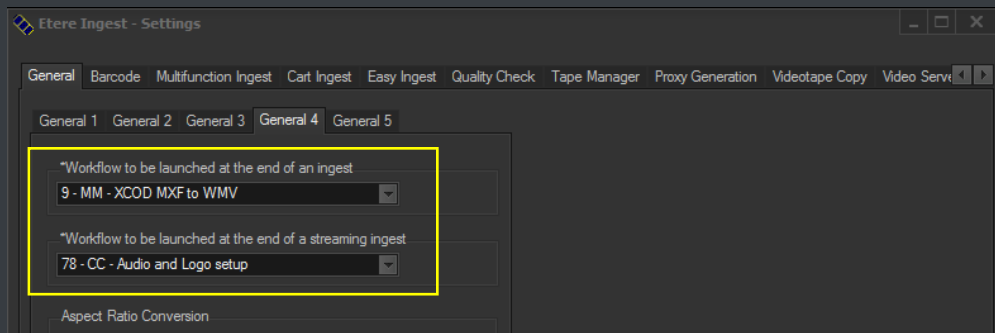 Etere Ingest - Settings
General Barcode Multifunction Ingest Cart Ingest Easy Ingest Quality Check Tape Manager Proxy Generation Videotape Copy Video Serve
General 1 General 2 General 3 General 4 General 5
*Workflow to be launched at the end of an ingest
9 - MM - XCOD MXF to WMV
*Workflow to be launched at the end of a streaming ingest
78 - CC - Audio and Logo setup
Aspect Ratio Conversion